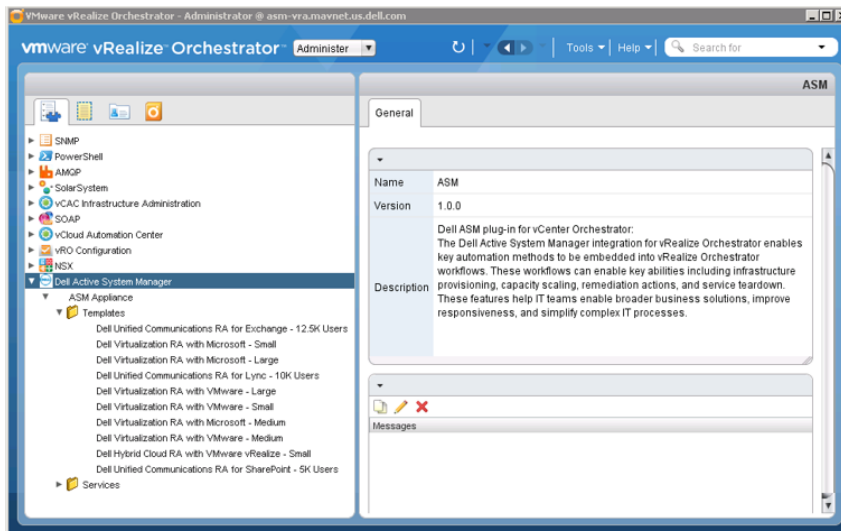 VMware vRealize Orchestrator - Administrator @ asm-vra.mavnet.us.dell.com
vmware vRealize Orchestrator Administer Tools Help Search for
ASM
General
SNMP
PowerShell
AMQP
SolarSystem
vCAC Infrastructure Administration
SOAP
vCloud Automation Center
vRO Configuration
NSX
Dell Active System Manager
ASM Appliance
Templates
Dell Unified Communications RA for Exchange - 12.5K Users
Dell Virtualization RA with Microsoft - Small
Dell Virtualization RA with Microsoft - Large
Dell Unified Communications RA for Lync - 10K Users
Dell Virtualization RA with VMware - Large
Dell Virtualization RA with VMware - Small
Dell Virtualization RA with Microsoft - Medium
Dell Virtualization RA with VMware - Medium
Dell Hybrid Cloud RA with VMware vRealize - Small
Dell Unified Communications RA for SharePoint - 5K Users
Services
Name ASM
Version 1.0.0
Description
Dell ASM plug-in for vCenter Orchestrator:
The Dell Active System Manager integration for vRealize Orchestrator enables
key automation methods to be embedded into vRealize Orchestrator
workflows. These workflows can enable key abilities including infrastructure
provisioning, capacity scaling, remediation actions, and service teardown.
These features help IT teams enable broader business solutions, improve
responsiveness, and simplify complex IT processes.
Messages